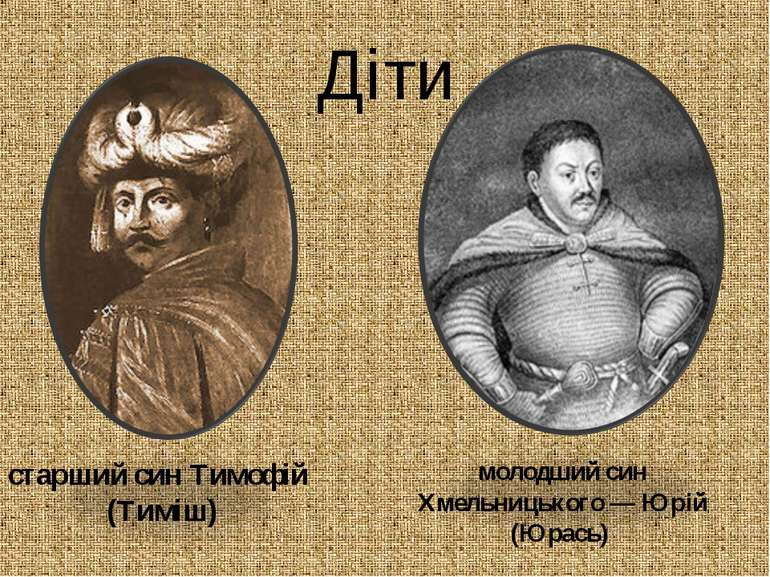 Діти
старший син Тимофій
(Тиміш)
молодший син
Хмельницького — Юрій
(Юрась)